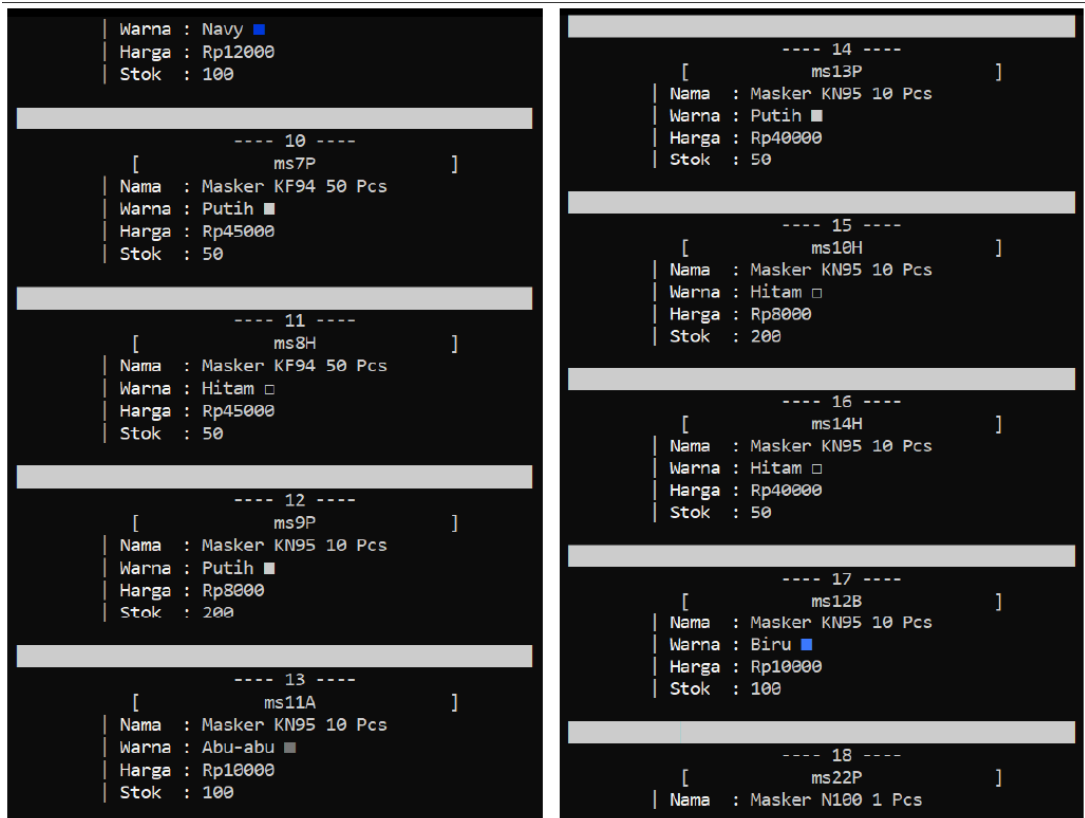 | Warna : Navy ■
| Harga : Rp12000
| Stok : 100
---- 10 ----
[ ms7P ]
| Nama : Masker KF94 50 Pcs
| Warna : Putih ■
| Harga : Rp45000
| Stok : 50
---- 11 ----
[ ms8H ]
| Nama : Masker KF94 50 Pcs
| Warna : Hitam □
| Harga : Rp45000
| Stok : 50
---- 12 ----
[ ms9P ]
| Nama : Masker KN95 10 Pcs
| Warna : Putih ■
| Harga : Rp8000
| Stok : 200
---- 13 ----
[ ms11A ]
| Nama : Masker KN95 10 Pcs
| Warna : Abu-abu ■
| Harga : Rp10000
| Stok : 100
---- 14 ----
[ ms13P ]
| Nama : Masker KN95 10 Pcs
| Warna : Putih ■
| Harga : Rp40000
| Stok : 50
---- 15 ----
[ ms10H ]
| Nama : Masker KN95 10 Pcs
| Warna : Hitam □
| Harga : Rp8000
| Stok : 200
---- 16 ----
[ ms14H ]
| Nama : Masker KN95 10 Pcs
| Warna : Hitam □
| Harga : Rp40000
| Stok : 50
---- 17 ----
[ ms12B ]
| Nama : Masker KN95 10 Pcs
| Warna : Biru ■
| Harga : Rp10000
| Stok : 100
---- 18 ----
[ ms22P ]
| Nama : Masker N100 1 Pcs